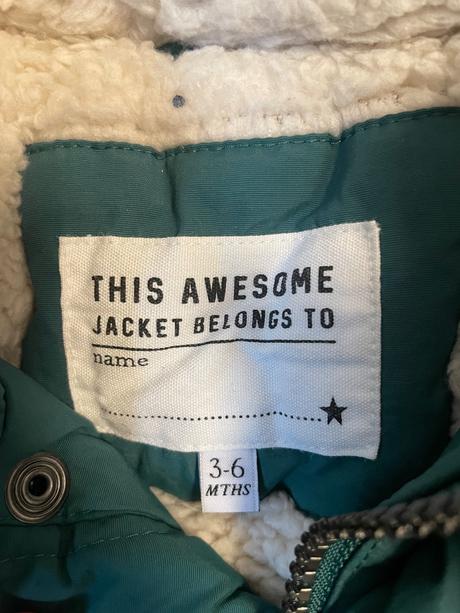 THIS AWESOME
JACKET BELONGS TO
name
3-6
MTHS